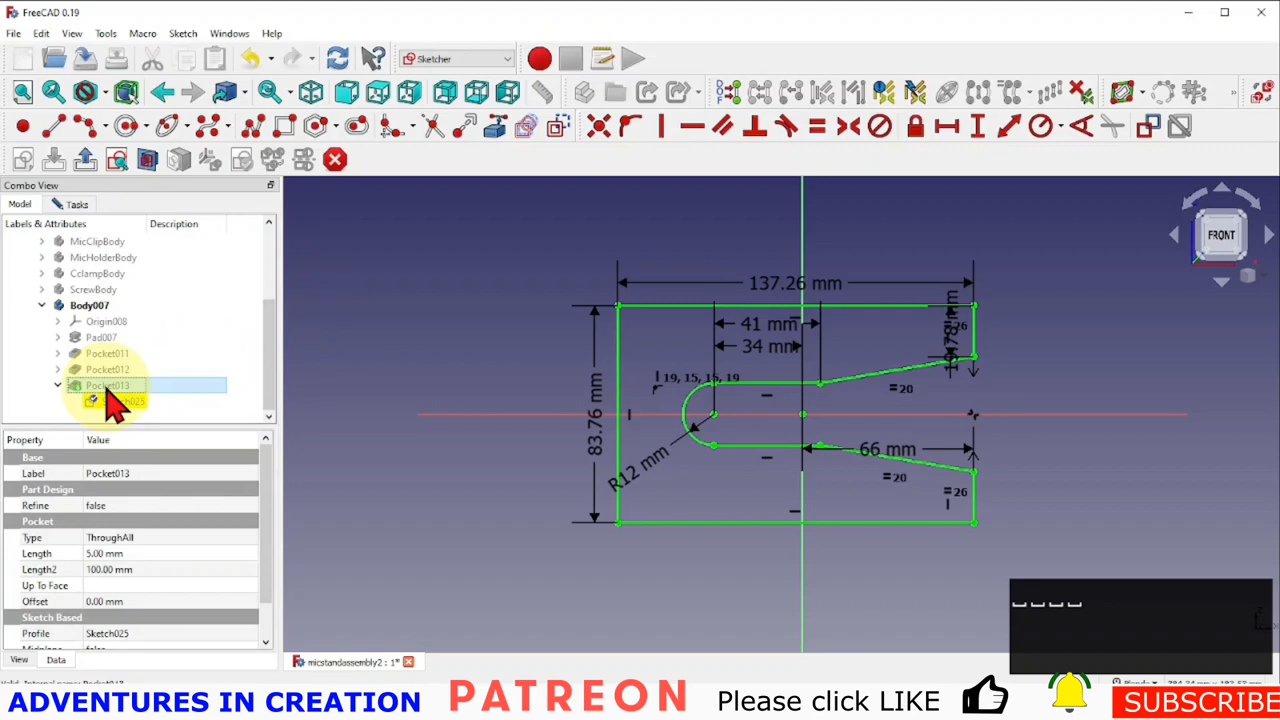 FreeCAD 0.19
File Edit View Tools Macro Sketch Windows Help
Sketcher
Combo View
Model Tasks
Labels & Attributes Description
MicClipBody
MicHolderBody
CclampBody
ScrewBody
Body007
Origin008
Pad007
Pocket011
Pocket012
Pocket013
Sketch025
Property Value
Base
Label Pocket013
Part Design
Refine false
Pocket
Type ThroughAll
Length 5.00 mm
Length2 100.00 mm
Up To Face
Offset 0.00 mm
Sketch Based
Profile Sketch025
View Data
FRONT
137.26 mm
41 mm
34 mm
83.76 mm
19, 15, 15, 19
R12 mm
66 mm
=20
=20
=26
micstandassembly2 : 1*
ADVENTURES IN CREATION PATREON Please click LIKE SUBSCRIBE